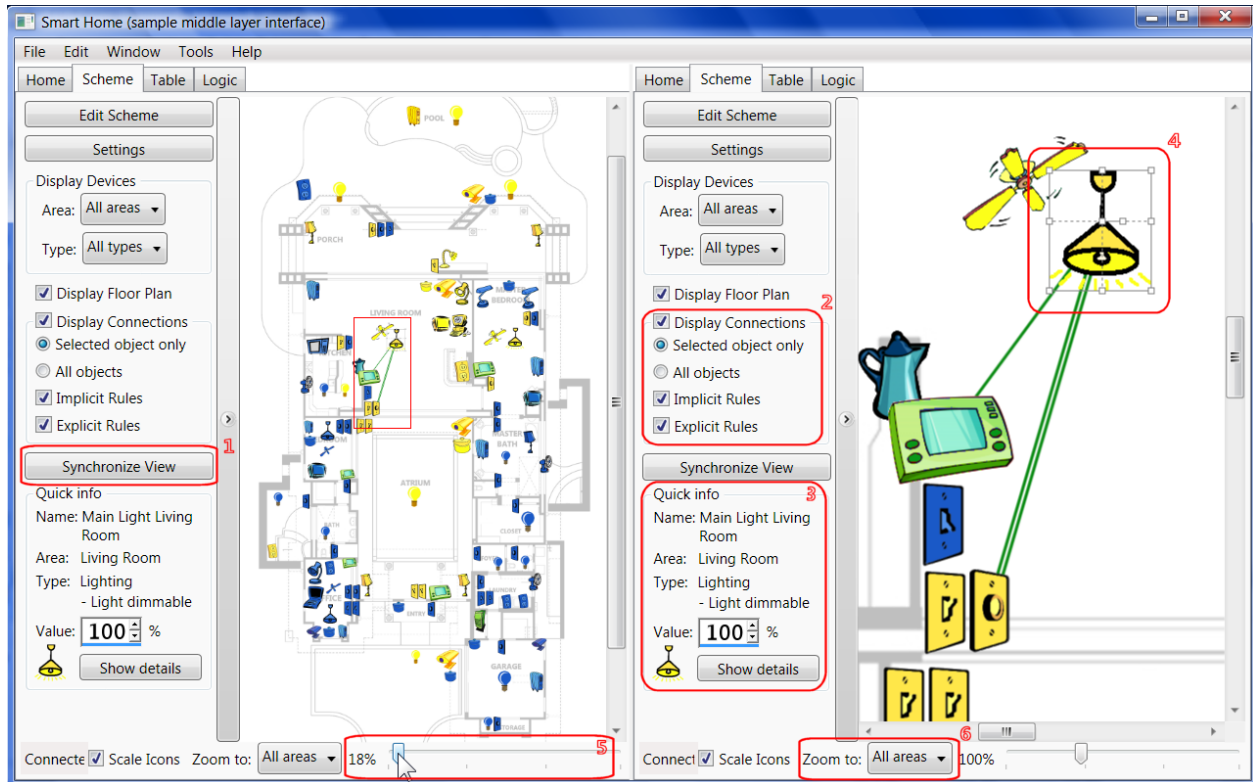 Smart Home (sample middle layer interface)
File Edit Window Tools Help
Home Scheme Table Logic
Edit Scheme
Settings
Display Devices
Area: All areas
Type: All types
Display Floor Plan
Display Connections
Selected object only
All objects
Implicit Rules
Explicit Rules
1
Synchronize View
Quick info
Name: Main Light Living
Room
Area: Living Room
Type: Lighting
- Light dimmable
Value: 100 %
Show details
Connecte Scale Icons Zoom to: All areas 18%
5
POOL
PORCH
MASTER
BEDROOM
LIVING ROOM
KITCHEN
MASTER
BATH
ATRIUM
BATH
CLOSET
OFFICE
ENTRY
GARAGE
STORAGE
Home Scheme Table Logic
Edit Scheme
Settings
Display Devices
Area: All areas
Type: All types
Display Floor Plan
2
Display Connections
Selected object only
All objects
Implicit Rules
Explicit Rules
Synchronize View
Quick info
3
Name: Main Light Living
Room
Area: Living Room
Type: Lighting
- Light dimmable
Value: 100 %
Show details
4
6
Connect Scale Icons Zoom to: All areas 100%